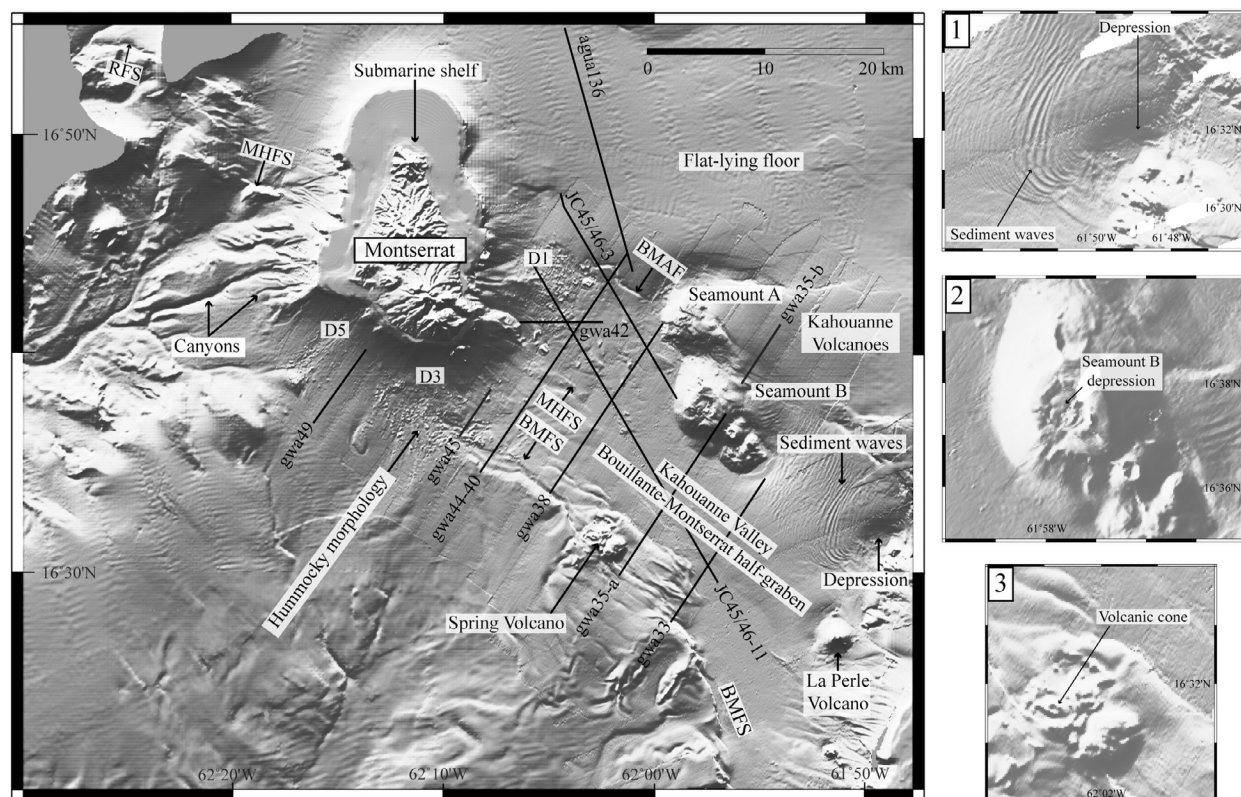 RFS
Submarine shelf
agua136
0 10 20 km
16°50'N
MHFS
Flat-lying floor
JC45/46-3
Montserrat
D1
BMAF
Seamount A
gwa35-b
Kahouanne
Volcanoes
gwa42
D5
Canyons
D3
MHFS
BMFS
Seamount B
Sediment waves
gwa49
gwa45
gwa44-40
gwa38
Kahouanne Valley
Bouillante-Montserrat half-graben
Hummocky morphology
16°30'N
Depression
Spring Volcano
gwa35-a
gwa33
JC45/46-11
La Perle
Volcano
BMFS
62°20'W 62°10'W 62°00'W 61°50'W
1
Depression
16°32'N
16°30'N
Sediment waves
61°50'W 61°48'W
2
Seamount B
depression
16°38'N
16°36'N
61°58'W
3
Volcanic cone
16°32'N
62°02'W